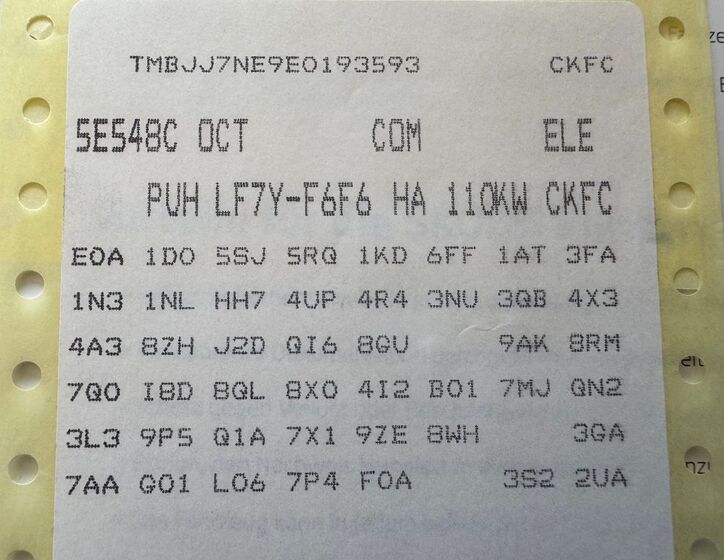 TMBJJ7NE9E0193593 CKFC
5E548C OCT COM ELE
PUH LF7Y-F6F6 HA 110KW CKFC
E0A 1D0 5SJ 5RQ 1KD 6FF 1AT 3FA
1N3 1NL HH7 4UP 4R4 3NU 3QB 4X3
4A3 8ZH J2D QI6 8GU 9AK 8RM
7Q0 I8D 8QL 8X0 4I2 B01 7MJ QN2
3L3 9P5 Q1A 7X1 9ZE 8WH 3GA
7AA G01 L06 7P4 F0A 3S2 2UA